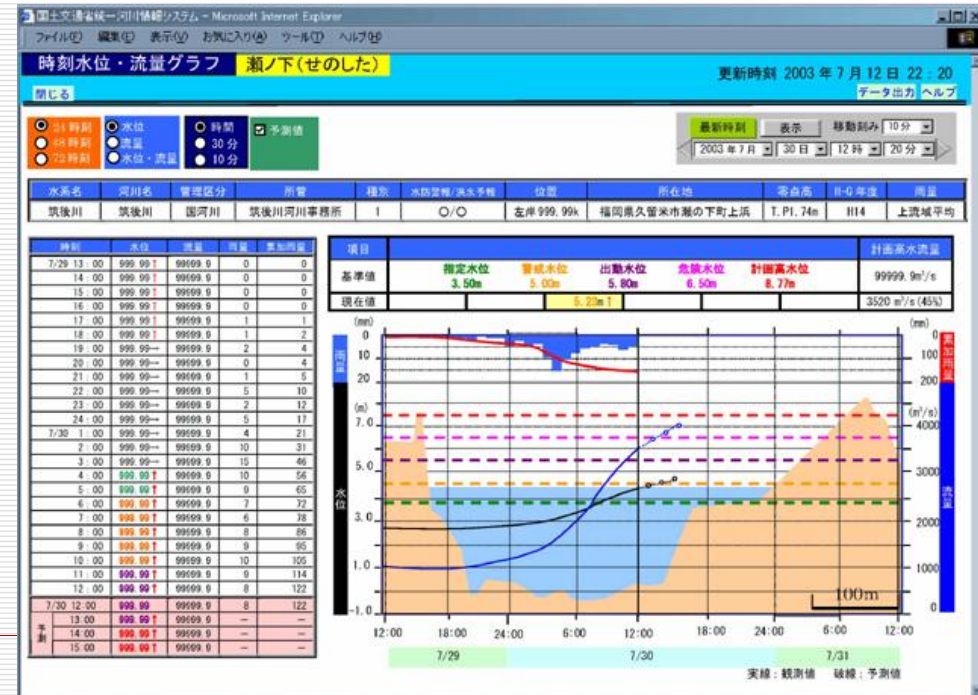 国土交通省統一河川情報システム - Microsoft Internet Explorer
ファイル(F) 編集(E) 表示(V) お気に入り(A) ツール(T) ヘルプ(H)
時刻水位・流量グラフ 瀬ノ下(せのした)
更新時刻 2003 年 7 月 12 日 22 : 20
閉じる データ出力 ヘルプ
24 時刻 水位 時間 予測値
48 時刻 流量 30 分
72 時刻 水位・流量 10 分
最新時刻 表示 移動刻み 10分
2003 年 7 月 30 日 12 時 20 分
水系名 河川名 管理区分 所管 種別 水防警報/洪水予報 位置 所在地 零点高 H-Q 年度 雨量
筑後川 筑後川 国河川 筑後川河川事務所 1 ○/○ 左岸 999.99k 福岡県久留米市瀬の下町上浜 T.P1.74m H14 上流域平均
時刻 水位 流量 雨量 累加雨量
7/29 13:00 999.99↑ 99999.9 0 0
14:00 999.99↑ 99999.9 0 0
15:00 999.99↑ 99999.9 0 0
16:00 999.99↑ 99999.9 0 0
17:00 999.99↑ 99999.9 1 1
18:00 999.99↑ 99999.9 1 2
19:00 999.99→ 99999.9 2 4
20:00 999.99→ 99999.9 0 4
21:00 999.99→ 99999.9 1 5
22:00 999.99→ 99999.9 5 10
23:00 999.99→ 99999.9 2 12
24:00 999.99→ 99999.9 5 17
7/30 1:00 999.99→ 99999.9 4 21
2:00 999.99→ 99999.9 10 31
3:00 999.99→ 99999.9 15 46
4:00 999.99↑ 99999.9 10 56
5:00 999.99↑ 99999.9 9 65
6:00 999.99↑ 99999.9 7 72
7:00 999.99↑ 99999.9 6 78
8:00 999.99↑ 99999.9 8 86
9:00 999.99↑ 99999.9 9 95
10:00 999.99↑ 99999.9 10 105
11:00 999.99↑ 99999.9 9 114
12:00 999.99↑ 99999.9 8 122
7/30 12:00 999.99 99999.9 8 122
予測
13:00 999.99↑ 99999.9 － －
14:00 999.99↑ 99999.9 － －
15:00 999.99↑ 99999.9 － －
項目 計画高水流量
基準値 指定水位 警戒水位 出動水位 危険水位 計画高水位
3.50m 5.00m 5.80m 6.50m 8.77m 99999.9m³/s
現在値 5.23m↑ 3520 m³/s(45%)
(mm) (mm)
雨量 0 10 20
累加雨量 0 100 200
(m) (m³/s)
水位 7.0 5.0 3.0 1.0 -1.0
流量 4000 3000 2000 1000 0
100m
12:00 18:00 24:00 6:00 12:00 18:00 24:00 6:00 12:00
7/29 7/30 7/31
実線：観測値 破線：予測値